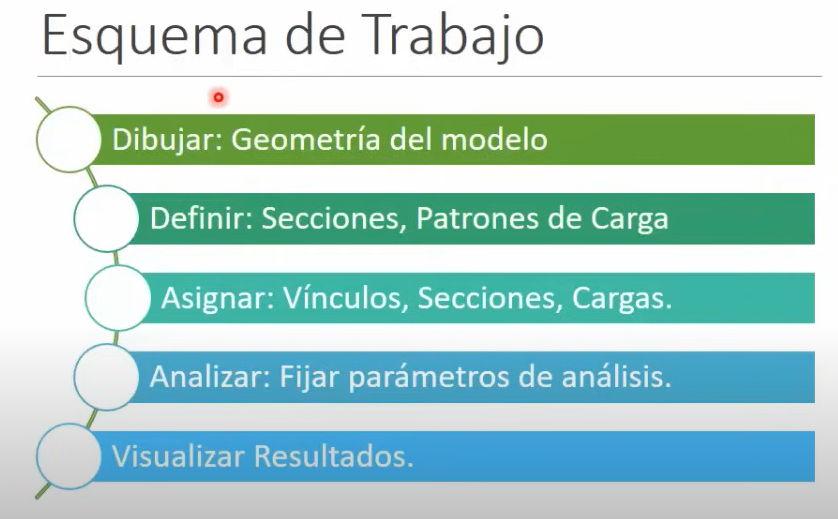 Esquema de Trabajo
Dibujar: Geometría del modelo
Definir: Secciones, Patrones de Carga
Asignar: Vínculos, Secciones, Cargas.
Analizar: Fijar parámetros de análisis.
Visualizar Resultados.